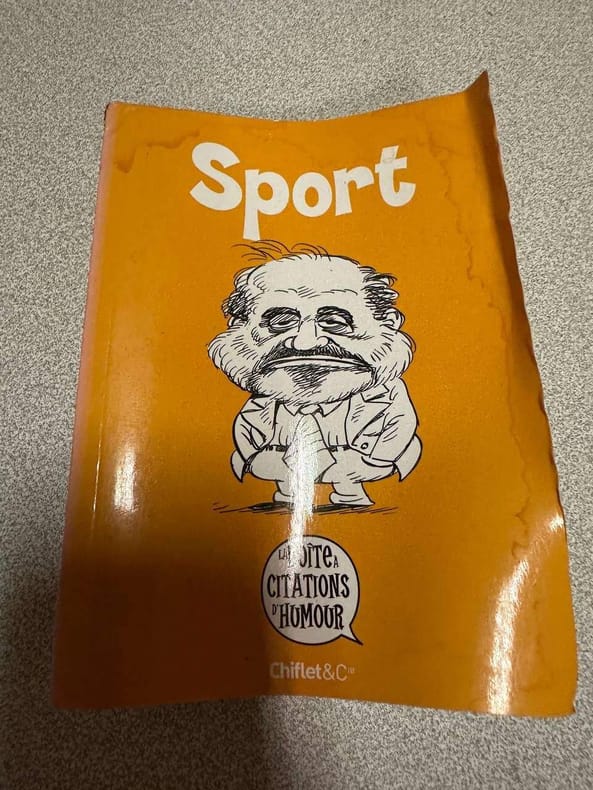 Sport
LA BOÎTE À
CITATIONS
D'HUMOUR
Chiflet&Cie